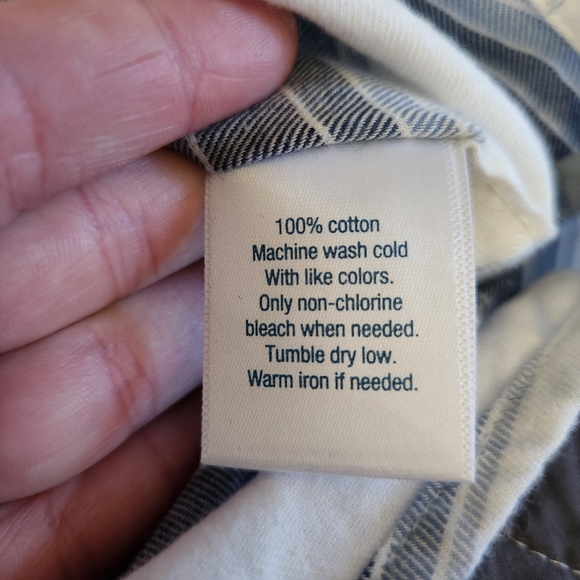 100% cotton
Machine wash cold
With like colors.
Only non-chlorine
bleach when needed.
Tumble dry low.
Warm iron if needed.